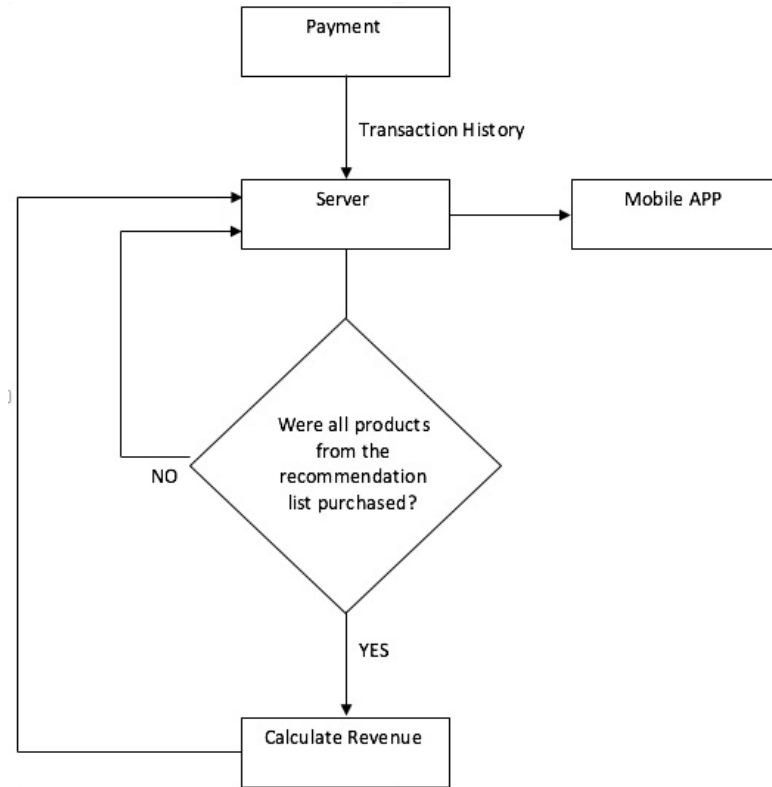 Payment
Transaction History
Server
Mobile APP
Were all products
from the
recommendation
list purchased?
NO
YES
Calculate Revenue